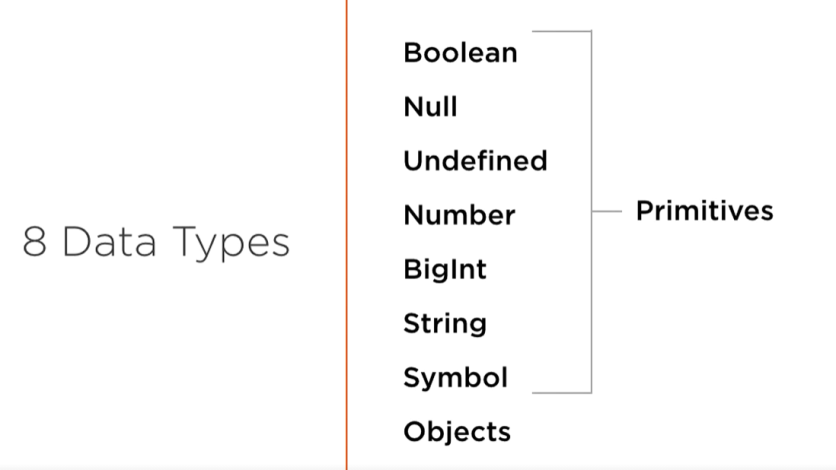 8 Data Types
Boolean
Null
Undefined
Number
BigInt
String
Symbol
Objects
Primitives